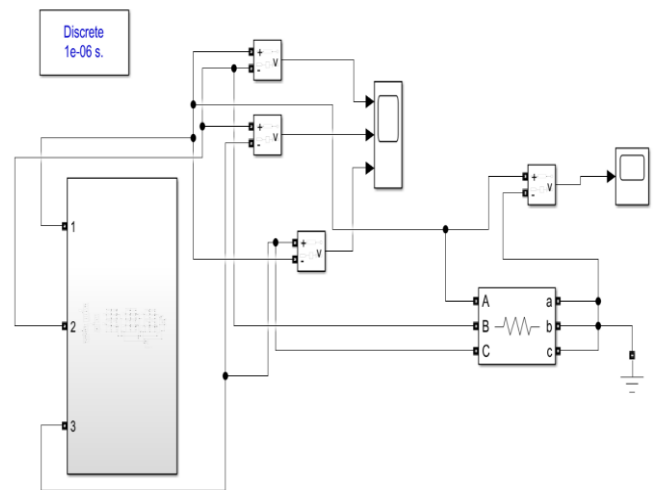 Discrete
1e-06 s.
+
-
v
+
-
v
+
-
v
+
-
v
1
2
3
A
B
C
a
b
c